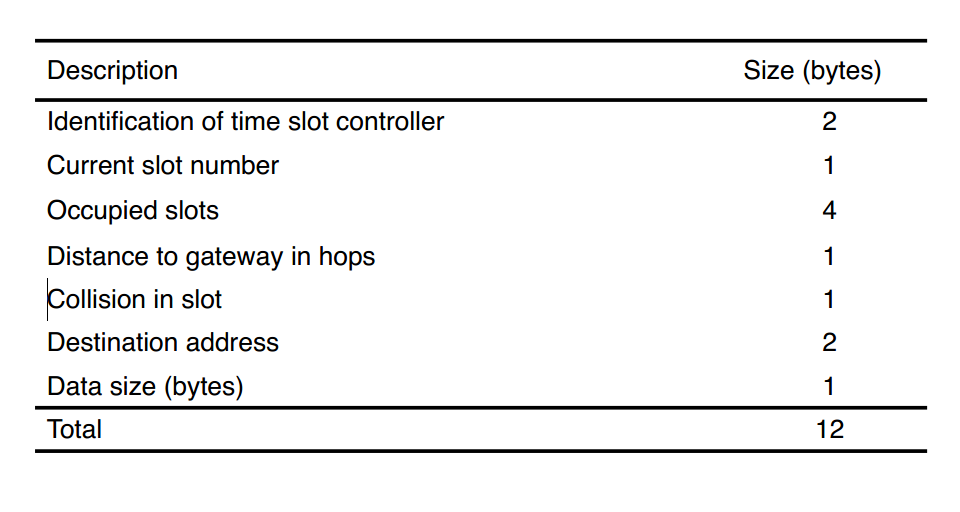 Description Size (bytes)
Identification of time slot controller 2
Current slot number 1
Occupied slots 4
Distance to gateway in hops 1
Collision in slot 1
Destination address 2
Data size (bytes) 1
Total 12